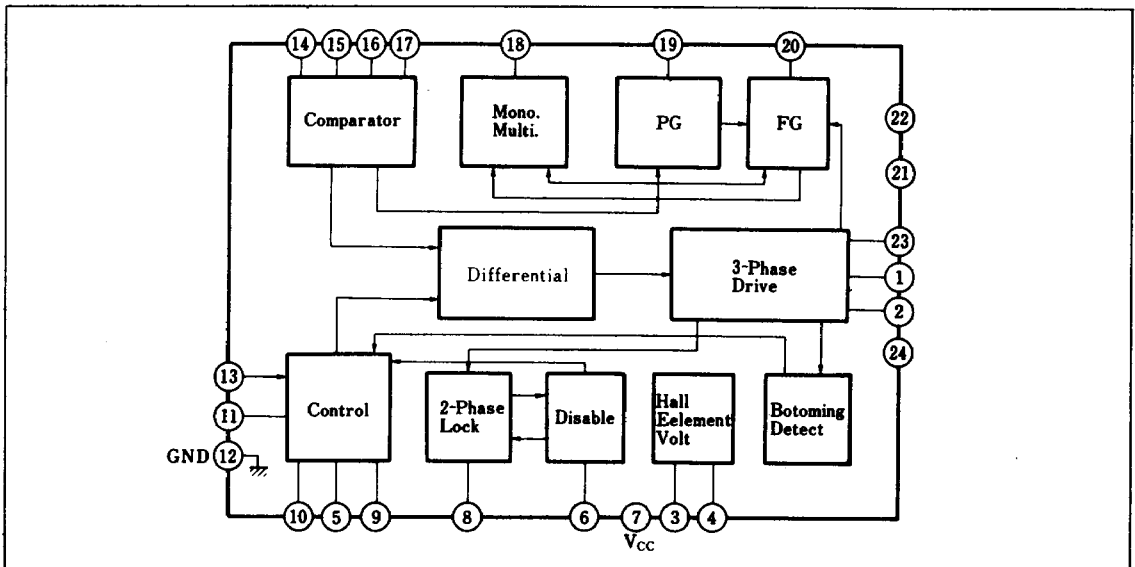 14 15 16 17 18 19 20
Comparator
Mono.
Multi.
PG
FG
22
21
Differential
3-Phase
Drive
23
1
2
24
13
11
GND 12
Control
2-Phase
Lock
Disable
Hall
Eelement
Volt
Botoming
Detect
10 5 9 8 6 7 3 4
VCC